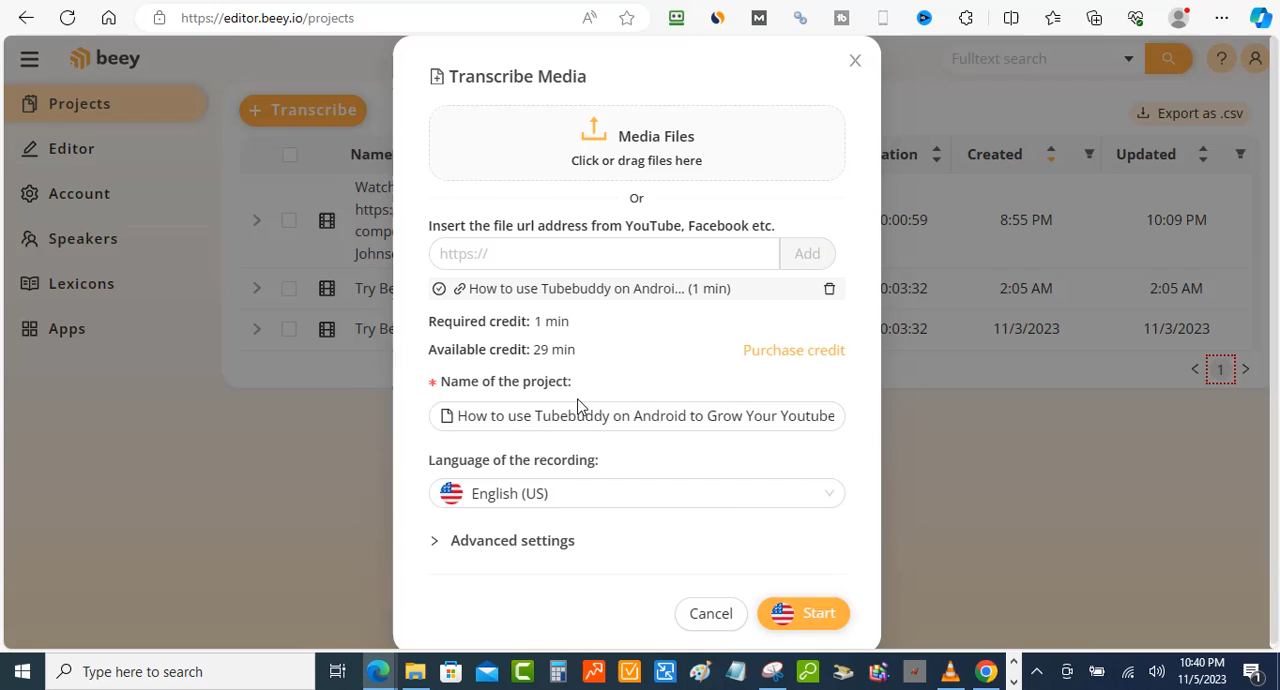 https://editor.beey.io/projects
beey
Fulltext search
?
Projects
Editor
Account
Speakers
Lexicons
Apps
+ Transcribe
Export as .csv
Name
ation
Created
Updated
Watch
https:
compe
Johns
0:00:59
8:55 PM
10:09 PM
Try Be
0:03:32
2:05 AM
2:05 AM
Try Be
0:03:32
11/3/2023
11/3/2023
< 1 >
Transcribe Media
Media Files
Click or drag files here
Or
Insert the file url address from YouTube, Facebook etc.
https://
Add
How to use Tubebuddy on Androi... (1 min)
Required credit: 1 min
Available credit: 29 min
Purchase credit
* Name of the project:
How to use Tubebuddy on Android to Grow Your Youtube
Language of the recording:
English (US)
Advanced settings
Cancel
Start
Type here to search
10:40 PM
11/5/2023
1